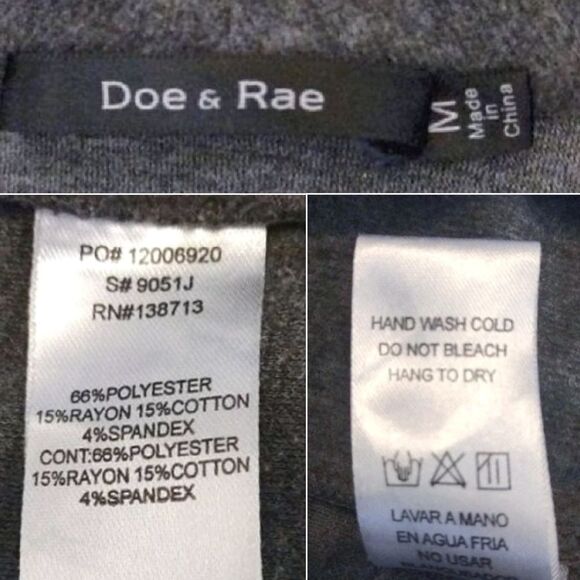 Doe & Rae
M
Made
in
China
PO# 12006920
S# 9051J
RN#138713
66%POLYESTER
15%RAYON 15%COTTON
4%SPANDEX
CONT:66%POLYESTER
15%RAYON 15%COTTON
4%SPANDEX
HAND WASH COLD
DO NOT BLEACH
HANG TO DRY
LAVAR A MANO
EN AGUA FRIA
NO USAR